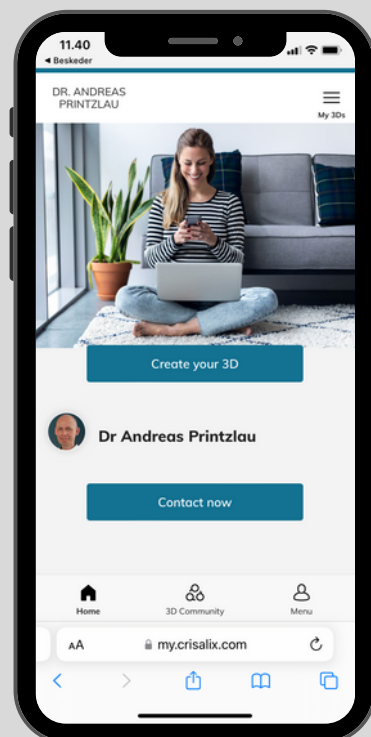 11.40
◀ Beskeder
DR. ANDREAS
PRINTZLAU
My 3Ds
Create your 3D
Dr Andreas Printzlau
Contact now
Home 3D Community Menu
AA my.crisalix.com